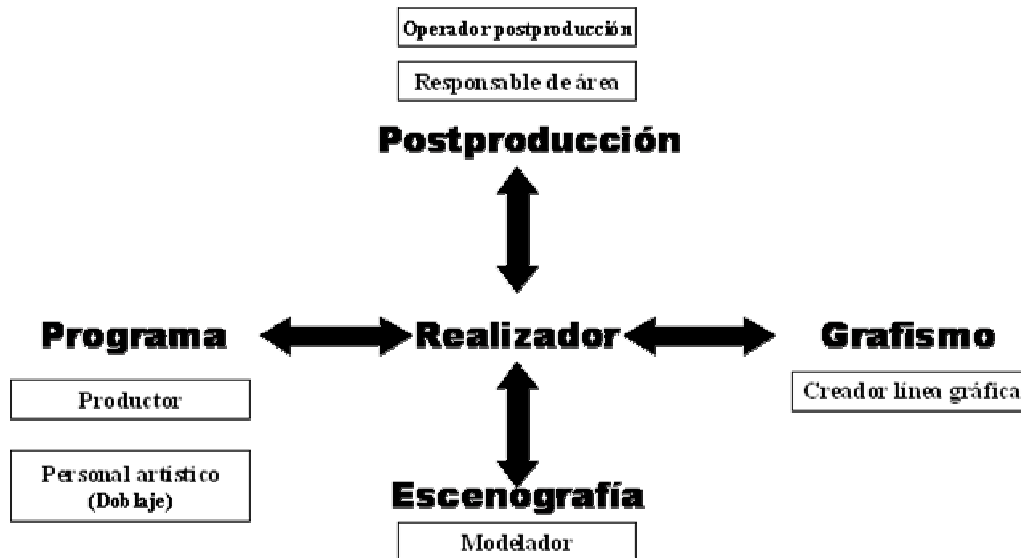 Operador postproducción
Responsable de área
Postproducción
Programa
Realizador
Grafismo
Productor
Creador línea gráfica
Personal artístico
(Doblaje)
Escenografía
Modelador